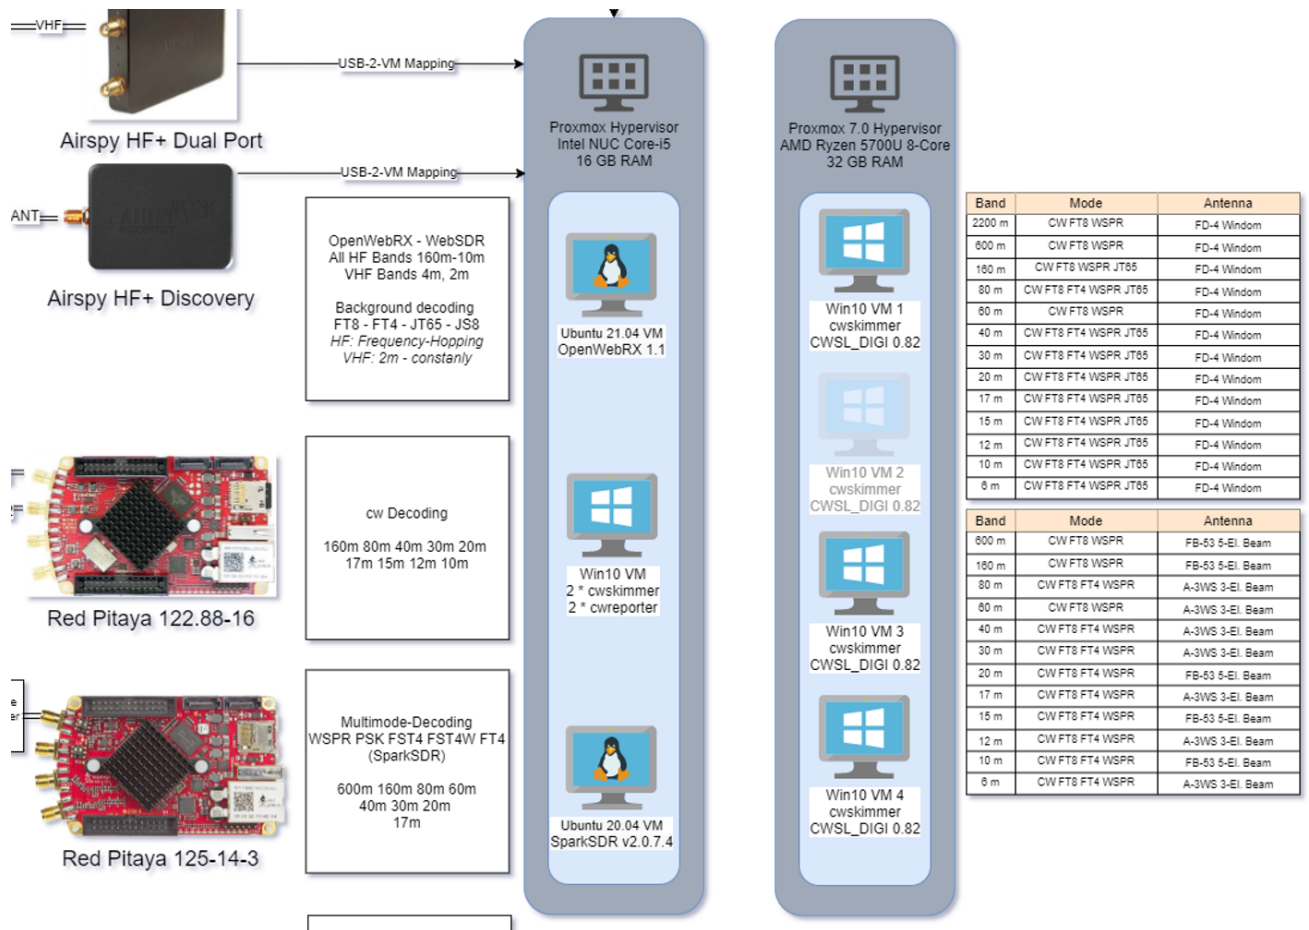 VHF
USB-2-VM Mapping
Airspy HF+ Dual Port
USB-2-VM Mapping
ANT
AIRSPY
DISCOVERY
Airspy HF+ Discovery
OpenWebRX - WebSDR
All HF Bands 160m-10m
VHF Bands 4m, 2m
Background decoding
FT8 - FT4 - JT65 - JS8
HF: Frequency-Hopping
VHF: 2m - constanly
cw Decoding
160m 80m 40m 30m 20m
17m 15m 12m 10m
Red Pitaya 122.88-16
Multimode-Decoding
WSPR PSK FST4 FST4W FT4
(SparkSDR)
600m 160m 80m 60m
40m 30m 20m
17m
Red Pitaya 125-14-3
Proxmox Hypervisor
Intel NUC Core-i5
16 GB RAM
Ubuntu 21.04 VM
OpenWebRX 1.1
Win10 VM
2 * cwskimmer
2 * cwreporter
Ubuntu 20.04 VM
SparkSDR v2.0.7.4
Proxmox 7.0 Hypervisor
AMD Ryzen 5700U 8-Core
32 GB RAM
Win10 VM 1
cwskimmer
CWSL_DIGI 0.82
Win10 VM 2
cwskimmer
CWSL_DIGI 0.82
Win10 VM 3
cwskimmer
CWSL_DIGI 0.82
Win10 VM 4
cwskimmer
CWSL_DIGI 0.82
Band Mode Antenna
2200 m CW FT8 WSPR FD-4 Windom
600 m CW FT8 WSPR FD-4 Windom
160 m CW FT8 WSPR JT65 FD-4 Windom
80 m CW FT8 FT4 WSPR JT65 FD-4 Windom
60 m CW FT8 WSPR FD-4 Windom
40 m CW FT8 FT4 WSPR JT65 FD-4 Windom
30 m CW FT8 FT4 WSPR JT65 FD-4 Windom
20 m CW FT8 FT4 WSPR JT65 FD-4 Windom
17 m CW FT8 FT4 WSPR JT65 FD-4 Windom
15 m CW FT8 FT4 WSPR JT65 FD-4 Windom
12 m CW FT8 FT4 WSPR JT65 FD-4 Windom
10 m CW FT8 FT4 WSPR JT65 FD-4 Windom
6 m CW FT8 FT4 WSPR JT65 FD-4 Windom
Band Mode Antenna
600 m CW FT8 WSPR FB-53 5-El. Beam
160 m CW FT8 WSPR FB-53 5-El. Beam
80 m CW FT8 FT4 WSPR A-3WS 3-El. Beam
60 m CW FT8 WSPR A-3WS 3-El. Beam
40 m CW FT8 FT4 WSPR A-3WS 3-El. Beam
30 m CW FT8 FT4 WSPR A-3WS 3-El. Beam
20 m CW FT8 FT4 WSPR FB-53 5-El. Beam
17 m CW FT8 FT4 WSPR A-3WS 3-El. Beam
15 m CW FT8 FT4 WSPR FB-53 5-El. Beam
12 m CW FT8 FT4 WSPR A-3WS 3-El. Beam
10 m CW FT8 FT4 WSPR FB-53 5-El. Beam
6 m CW FT8 FT4 WSPR A-3WS 3-El. Beam